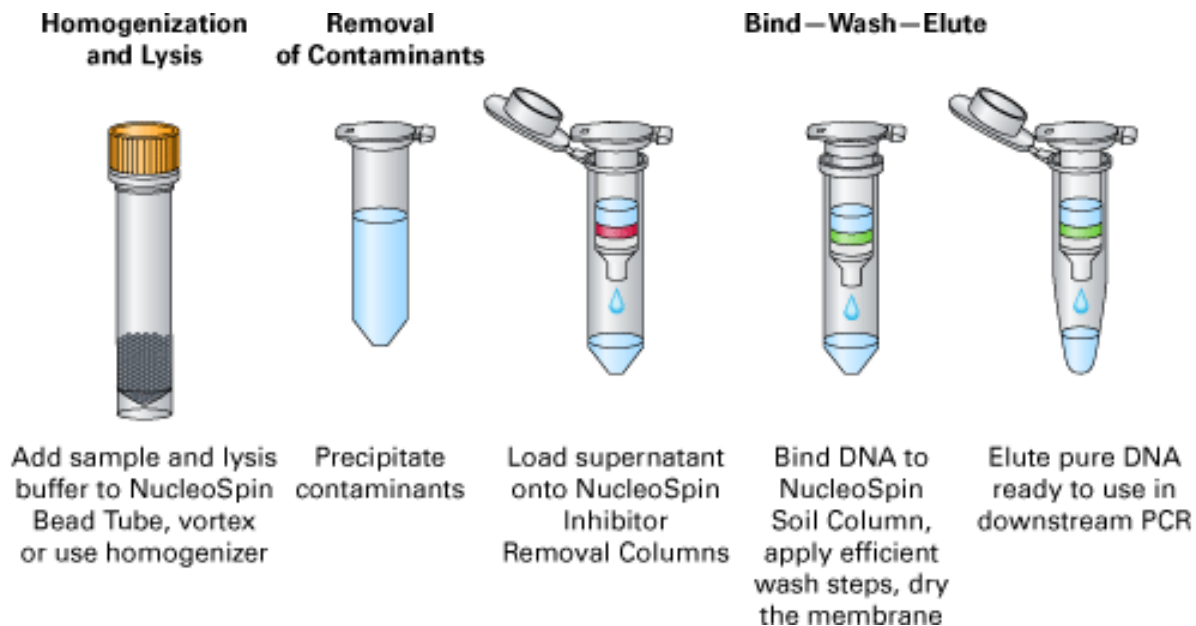 Homogenization
and Lysis
Removal
of Contaminants
Bind—Wash—Elute
Add sample and lysis
buffer to NucleoSpin
Bead Tube, vortex
or use homogenizer
Precipitate
contaminants
Load supernatant
onto NucleoSpin
Inhibitor
Removal Columns
Bind DNA to
NucleoSpin
Soil Column,
apply efficient
wash steps, dry
the membrane
Elute pure DNA
ready to use in
downstream PCR